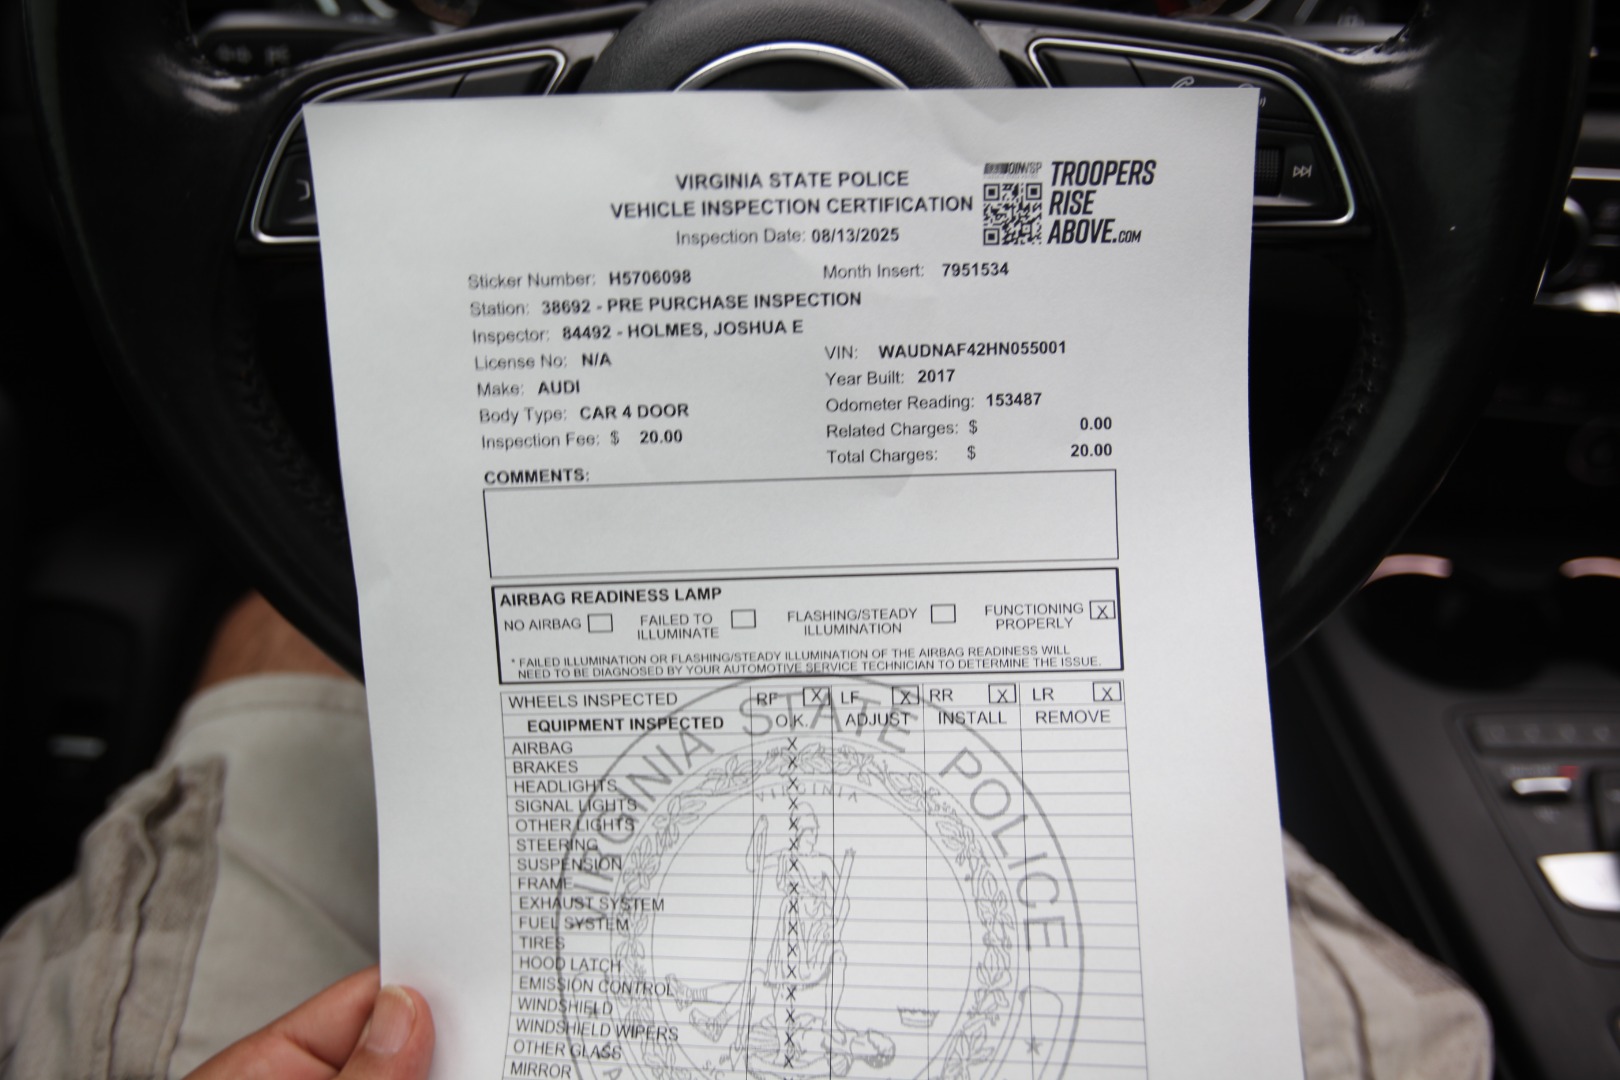 VIRGINIA STATE POLICE
VEHICLE INSPECTION CERTIFICATION
Inspection Date: 08/13/2025
TROOPERS
RISE
ABOVE.COM
Sticker Number: H5706098 Month Insert: 7951534
Station: 38692 - PRE PURCHASE INSPECTION
Inspector: 84492 - HOLMES, JOSHUA E
License No: N/A VIN: WAUDNAF42HN055001
Make: AUDI Year Built: 2017
Body Type: CAR 4 DOOR Odometer Reading: 153487
Inspection Fee: $ 20.00 Related Charges: $ 0.00
Total Charges: $ 20.00
COMMENTS:
AIRBAG READINESS LAMP
NO AIRBAG FAILED TO ILLUMINATE FLASHING/STEADY ILLUMINATION FUNCTIONING PROPERLY X
* FAILED ILLUMINATION OR FLASHING/STEADY ILLUMINATION OF THE AIRBAG READINESS WILL
NEED TO BE DIAGNOSED BY YOUR AUTOMOTIVE SERVICE TECHNICIAN TO DETERMINE THE ISSUE.
WHEELS INSPECTED RF X LF X RR X LR X
EQUIPMENT INSPECTED O.K. ADJUST INSTALL REMOVE
AIRBAG X
BRAKES X
HEADLIGHTS X
SIGNAL LIGHTS X
OTHER LIGHTS X
STEERING X
SUSPENSION X
FRAME X
EXHAUST SYSTEM X
FUEL SYSTEM X
TIRES X
HOOD LATCH X
EMISSION CONTROL X
WINDSHIELD X
WINDSHIELD WIPERS X
OTHER GLASS X
MIRROR
VIRGINIA STATE POLICE
VIRGINIA